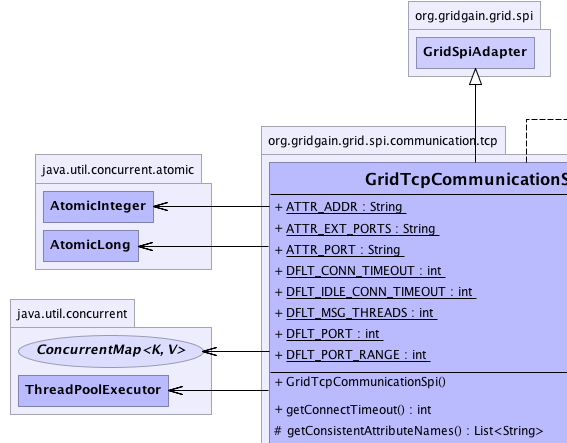 org.gridgain.grid.spi
GridSpiAdapter
org.gridgain.grid.spi.communication.tcp
java.util.concurrent.atomic
AtomicInteger
AtomicLong
java.util.concurrent
ConcurrentMap<K, V>
ThreadPoolExecutor
GridTcpCommunicationS
+ ATTR_ADDR : String
+ ATTR_EXT_PORTS : String
+ ATTR_PORT : String
+ DFLT_CONN_TIMEOUT : int
+ DFLT_IDLE_CONN_TIMEOUT : int
+ DFLT_MSG_THREADS : int
+ DFLT_PORT : int
+ DFLT_PORT_RANGE : int
+ GridTcpCommunicationSpi()
+ getConnectTimeout() : int
# getConsistentAttributeNames() : List<String>